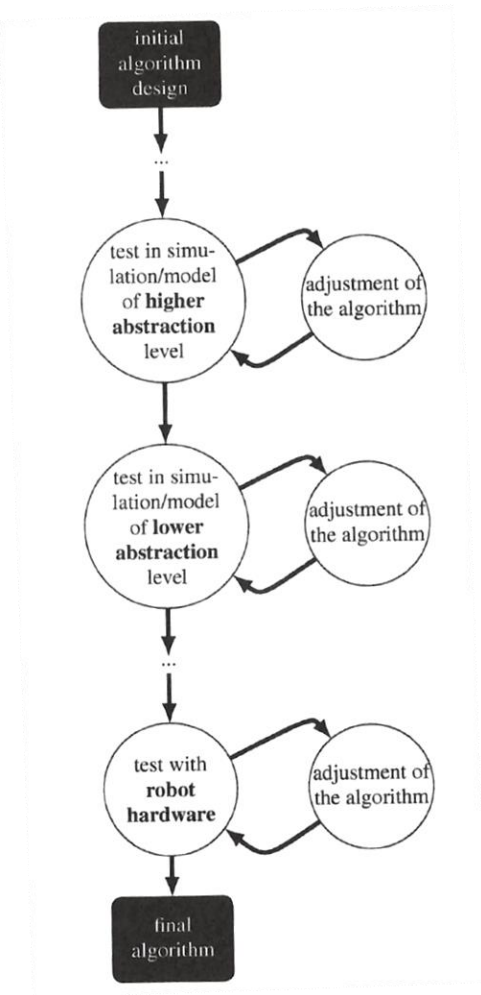 initial
algorithm
design
...
test in simu-
lation/model
of higher
abstraction
level
adjustment of
the algorithm
test in simu-
lation/model
of lower
abstraction
level
adjustment of
the algorithm
...
test with
robot
hardware
adjustment of
the algorithm
final
algorithm